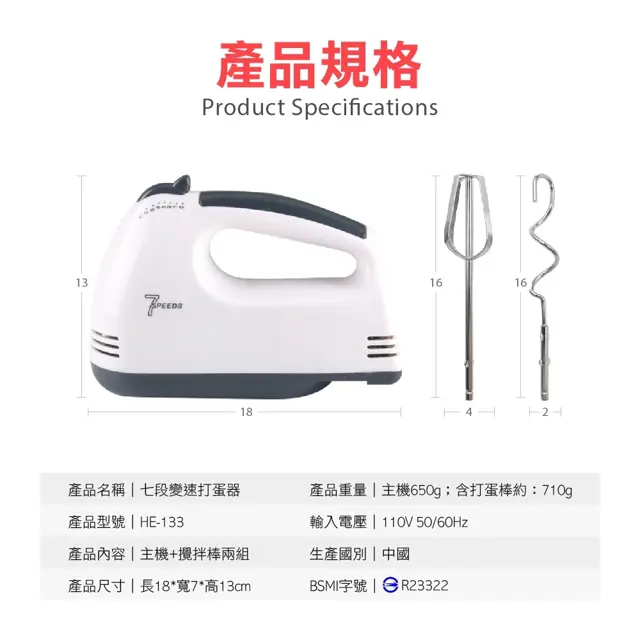 產品規格
Product Specifications
13
7 SPEEDS
18
16
4
16
2
產品名稱｜七段變速打蛋器
產品重量｜主機650g；含打蛋棒約：710g
產品型號｜HE-133
輸入電壓｜110V 50/60Hz
產品內容｜主機+攪拌棒兩組
生產國別｜中國
產品尺寸｜長18*寬7*高13cm
BSMI字號｜R23322